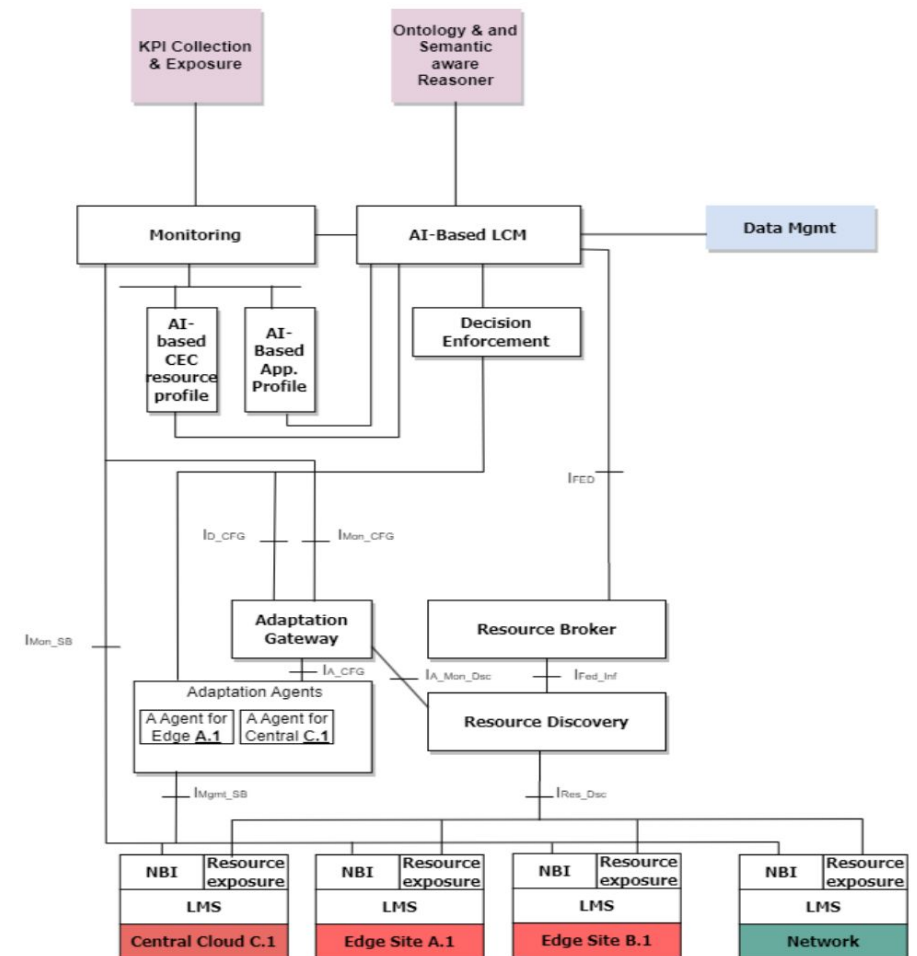 KPI Collection
& Exposure
Ontology & and
Semantic
aware
Reasoner
Monitoring
AI-Based LCM
Data Mgmt
AI-
based
CEC
resource
profile
AI-
Based
App.
Profile
Decision
Enforcement
IFED
ID_CFG
IMon_CFG
IMon_SB
Adaptation
Gateway
Resource Broker
IA_CFG
IA_Mon_Dsc
IFed_Inf
Adaptation Agents
A Agent for
Edge A.1
A Agent for
Central C.1
Resource Discovery
IMgmt_SB
IRes_Dsc
NBI
Resource
exposure
LMS
Central Cloud C.1
NBI
Resource
exposure
LMS
Edge Site A.1
NBI
Resource
exposure
LMS
Edge Site B.1
NBI
Resource
exposure
LMS
Network